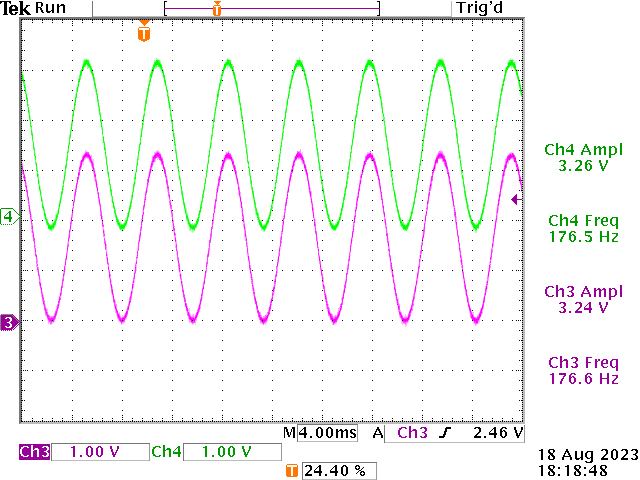 Tek Run Trig'd
T
T
Ch4 Ampl
3.26 V
4
Ch4 Freq
176.5 Hz
Ch3 Ampl
3.24 V
3
Ch3 Freq
176.6 Hz
M 4.00ms A Ch3 2.46 V
Ch3 1.00 V Ch4 1.00 V
T 24.40 %
18 Aug 2023
18:18:48